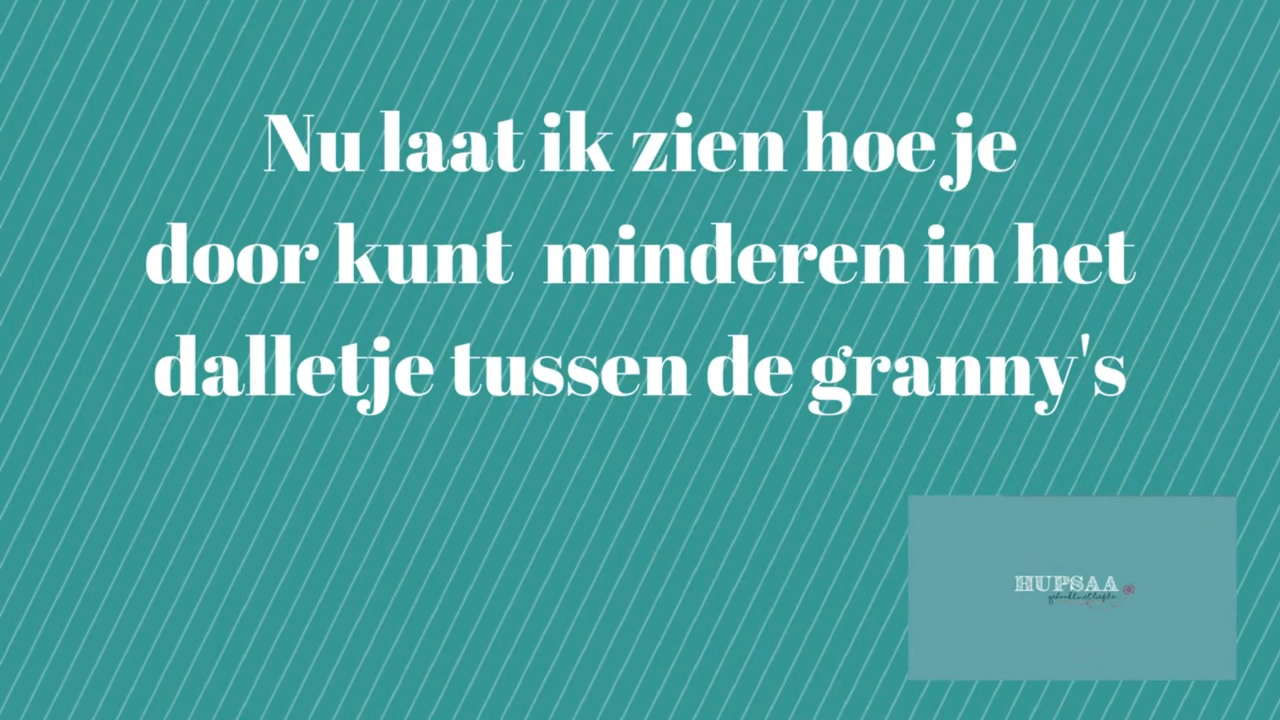 Nu laat ik zien hoe je
door kunt  minderen in het
dalletje tussen de granny's
HUPSAA